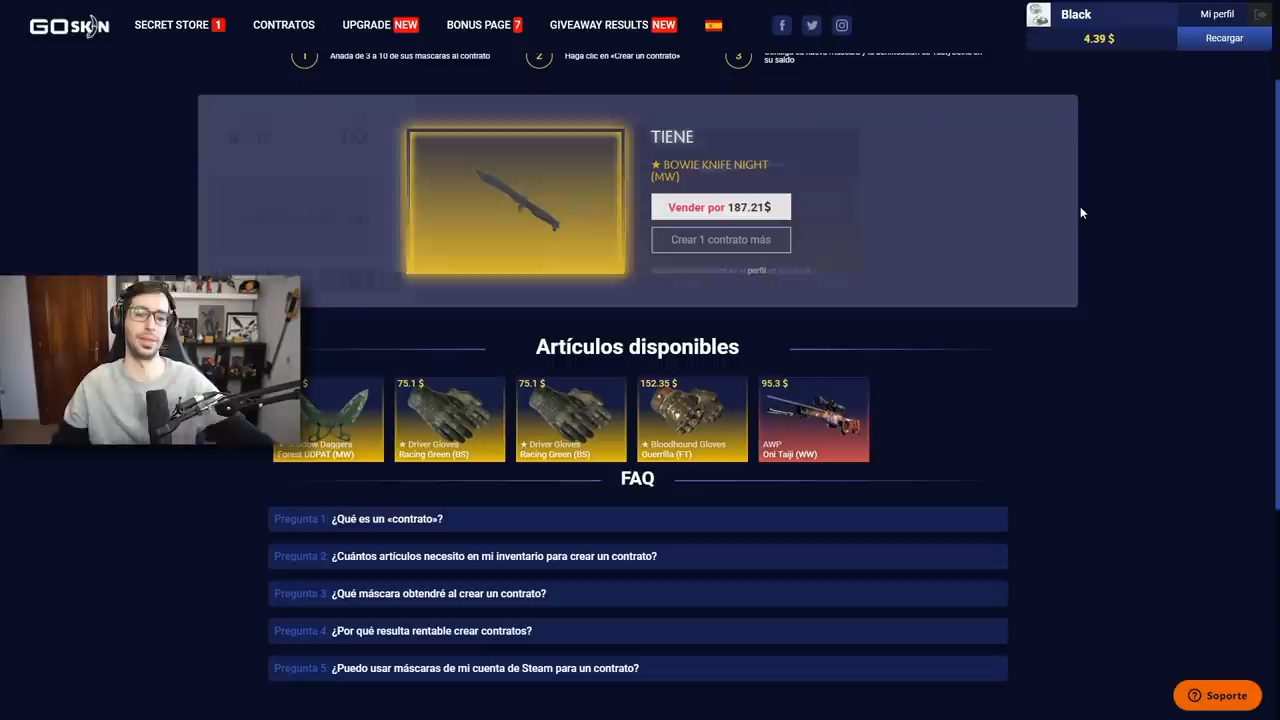 GOSKIN
SECRET STORE 1
CONTRATOS
UPGRADE NEW
BONUS PAGE 7
GIVEAWAY RESULTS NEW
Black
4.39 $
Mi perfil
Recargar
1 Añada de 3 a 10 de sus mascaras al contrato
2 Haga clic en «Crear un contrato»
3
su saldo
TIENE
★ BOWIE KNIFE NIGHT
(MW)
Vender por 187.21$
Crear 1 contrato más
perfil
Artículos disponibles
$
★ Shadow Daggers
Forest DDPAT (MW)
75.1 $
★ Driver Gloves
Racing Green (BS)
75.1 $
★ Driver Gloves
Racing Green (BS)
152.35 $
★ Bloodhound Gloves
Guerrilla (FT)
95.3 $
AWP
Oni Taiji (WW)
FAQ
Pregunta 1 ¿Qué es un «contrato»?
Pregunta 2 ¿Cuántos artículos necesito en mi inventario para crear un contrato?
Pregunta 3 ¿Qué máscara obtendré al crear un contrato?
Pregunta 4 ¿Por qué resulta rentable crear contratos?
Pregunta 5 ¿Puedo usar máscaras de mi cuenta de Steam para un contrato?
Soporte